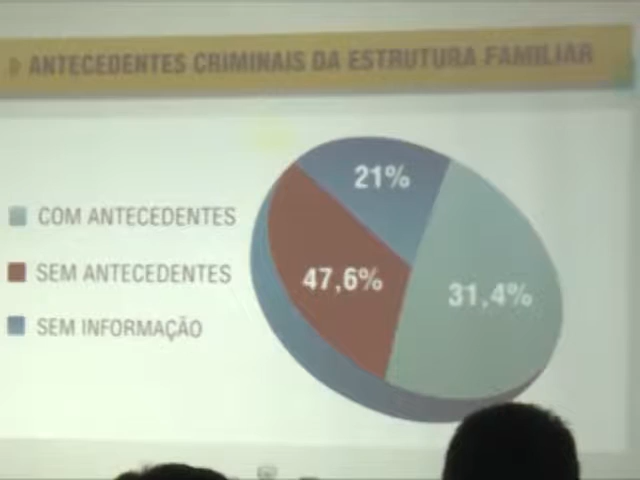 ANTECEDENTES CRIMINAIS DA ESTRUTURA FAMILIAR
21%
COM ANTECEDENTES
SEM ANTECEDENTES
47,6%
31,4%
SEM INFORMAÇÃO